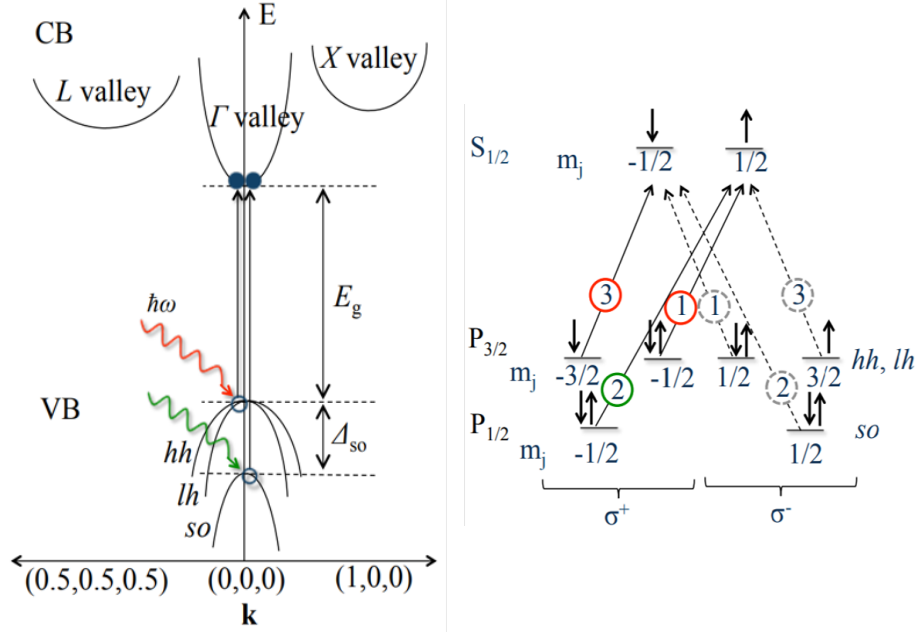 E
CB
X valley
L valley
Γ valley
ħω
E_g
VB
Δ_so
hh
lh
so
(0.5,0.5,0.5) (0,0,0) (1,0,0)
k
S_1/2 m_j -1/2 1/2
3 1 1 3
P_3/2
hh, lh
m_j -3/2 -1/2 1/2 3/2
2 2
P_1/2
so
m_j -1/2 1/2
σ⁺ σ⁻